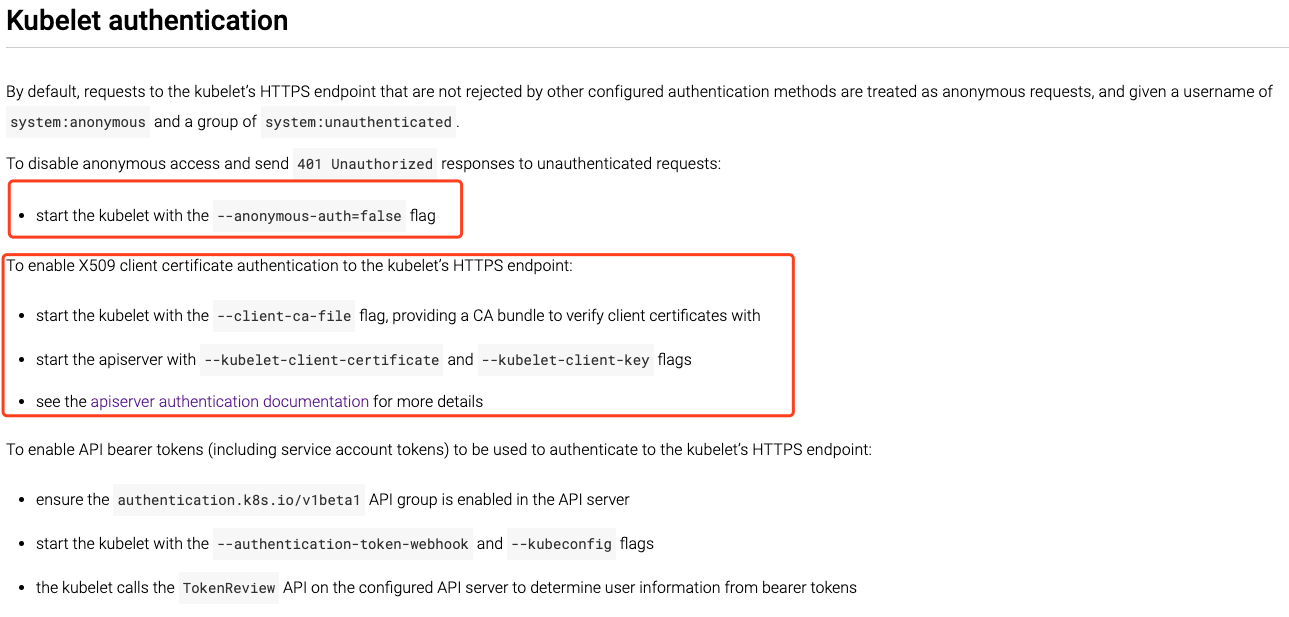 Kubelet authentication
By default, requests to the kubelet’s HTTPS endpoint that are not rejected by other configured authentication methods are treated as anonymous requests, and given a username of
system:anonymous and a group of system:unauthenticated.
To disable anonymous access and send 401 Unauthorized responses to unauthenticated requests:
• start the kubelet with the --anonymous-auth=false flag
To enable X509 client certificate authentication to the kubelet’s HTTPS endpoint:
• start the kubelet with the --client-ca-file flag, providing a CA bundle to verify client certificates with
• start the apiserver with --kubelet-client-certificate and --kubelet-client-key flags
• see the apiserver authentication documentation for more details
To enable API bearer tokens (including service account tokens) to be used to authenticate to the kubelet’s HTTPS endpoint:
• ensure the authentication.k8s.io/v1beta1 API group is enabled in the API server
• start the kubelet with the --authentication-token-webhook and --kubeconfig flags
• the kubelet calls the TokenReview API on the configured API server to determine user information from bearer tokens